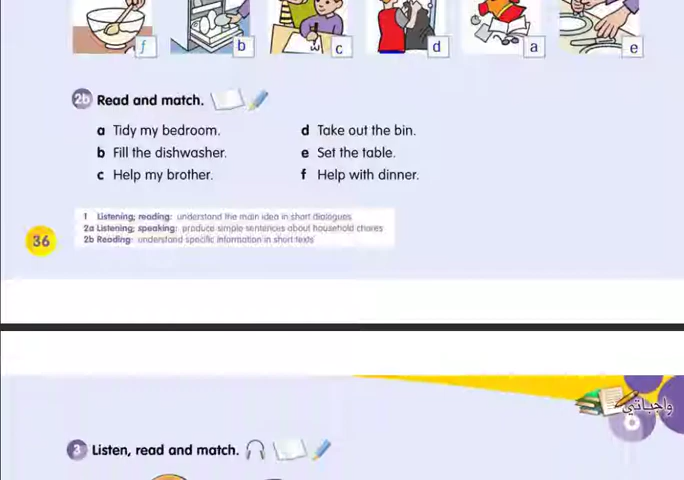 f b c d a e
2b Read and match.
a Tidy my bedroom.
b Fill the dishwasher.
c Help my brother.
d Take out the bin.
e Set the table.
f Help with dinner.
1 Listening; reading: understand the main idea in short dialogues
2a Listening; speaking: produce simple sentences about household chores
2b Reading: understand specific information in short texts
36
واجباتي
6
3 Listen, read and match.